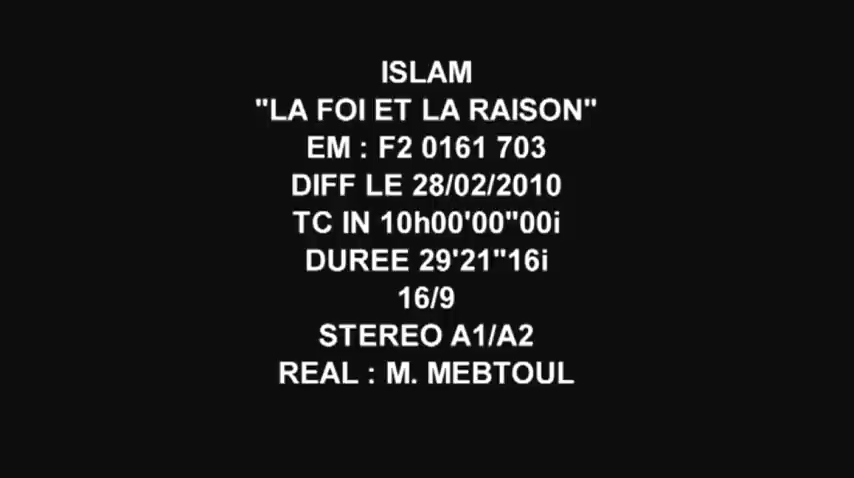 ISLAM
"LA FOI ET LA RAISON"
EM : F2 0161 703
DIFF LE 28/02/2010
TC IN 10h00'00"00i
DUREE 29'21"16i
16/9
STEREO A1/A2
REAL : M. MEBTOUL